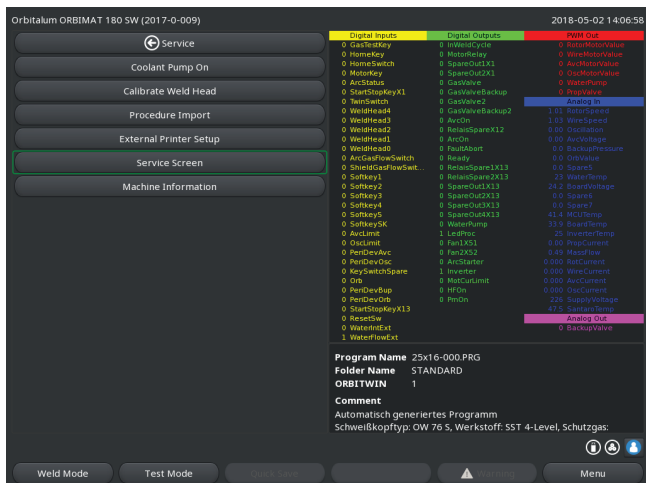 Orbitalum ORBIMAT 180 SW (2017-0-009)
2018-05-02 14:06:58
Service
Coolant Pump On
Calibrate Weld Head
Procedure Import
External Printer Setup
Service Screen
Machine Information
Digital Inputs
0 GasTestKey
0 HomeKey
0 HomeSwitch
0 MotorKey
0 ArcStatus
0 StartStopKeyX1
0 TwinSwitch
0 WeldHead4
0 WeldHead3
0 WeldHead2
0 WeldHead1
0 WeldHead0
0 ArcGasFlowSwitch
0 ShieldGasFlowSwit...
0 Softkey1
0 Softkey2
0 Softkey3
0 Softkey4
0 Softkey5
0 SoftkeySK
0 AvcLimit
0 OscLimit
0 PeriDevAvc
0 PeriDevOsc
0 KeySwitchSpare
0 Orb
0 PenDevBup
0 PeriDevOrb
0 StartStopKeyX13
0 ResetSw
0 WaterIntExt
1 WaterFlowExt
Digital Outputs
0 InWeldCycle
0 MotorRelay
0 SpareOut1X1
0 SpareOut2X1
0 GasValve
0 GasValveBackup
0 GasValve2
0 GasValveBackup2
0 AvcOn
0 RelaisSpareX12
0 ArcOn
0 FaultAbort
0 Ready
0 RelaisSpare1X13
0 RelaisSpare2X13
0 SpareOut1X13
0 SpareOut2X13
0 SpareOut3X13
0 SpareOut4X13
0 WaterPump
1 LedProc
0 Fan1X51
0 Fan2X52
0 ArcStarter
1 Inverter
0 MotCurLimit
0 HFOn
0 PmOn
PWM Out
0 RotorMotorValue
0 WireMotorValue
0 AvcMotorValue
0 OscMotorValue
0 WaterPump
0 PropValve
Analog In
1.01 RotorSpeed
1.03 WireSpeed
0.00 Oscillation
0.00 AvcVoltage
0.0 BackupPressure
0.0 OrbValue
0.0 Spare5
23 WaterTemp
24.2 BoardVoltage
0.0 Spare6
0.0 Spare7
41.4 MCUTemp
33.9 BoardTemp
25 InverterTemp
0.00 PropCurrent
0.49 MassFlow
0.000 RotCurrent
0.000 WireCurrent
0.000 AvcCurrent
0.000 OscCurrent
226 SupplyVoltage
47.5 SantaroTemp
Analog Out
0 BackupValve
Program Name 25x16-000.PRG
Folder Name STANDARD
ORBITWIN 1
Comment
Automatisch generiertes Programm
Schweißkopftyp: OW 76 S, Werkstoff: SST 4-Level, Schutzgas:
Weld Mode
Test Mode
Quick Save
Warning
Menu